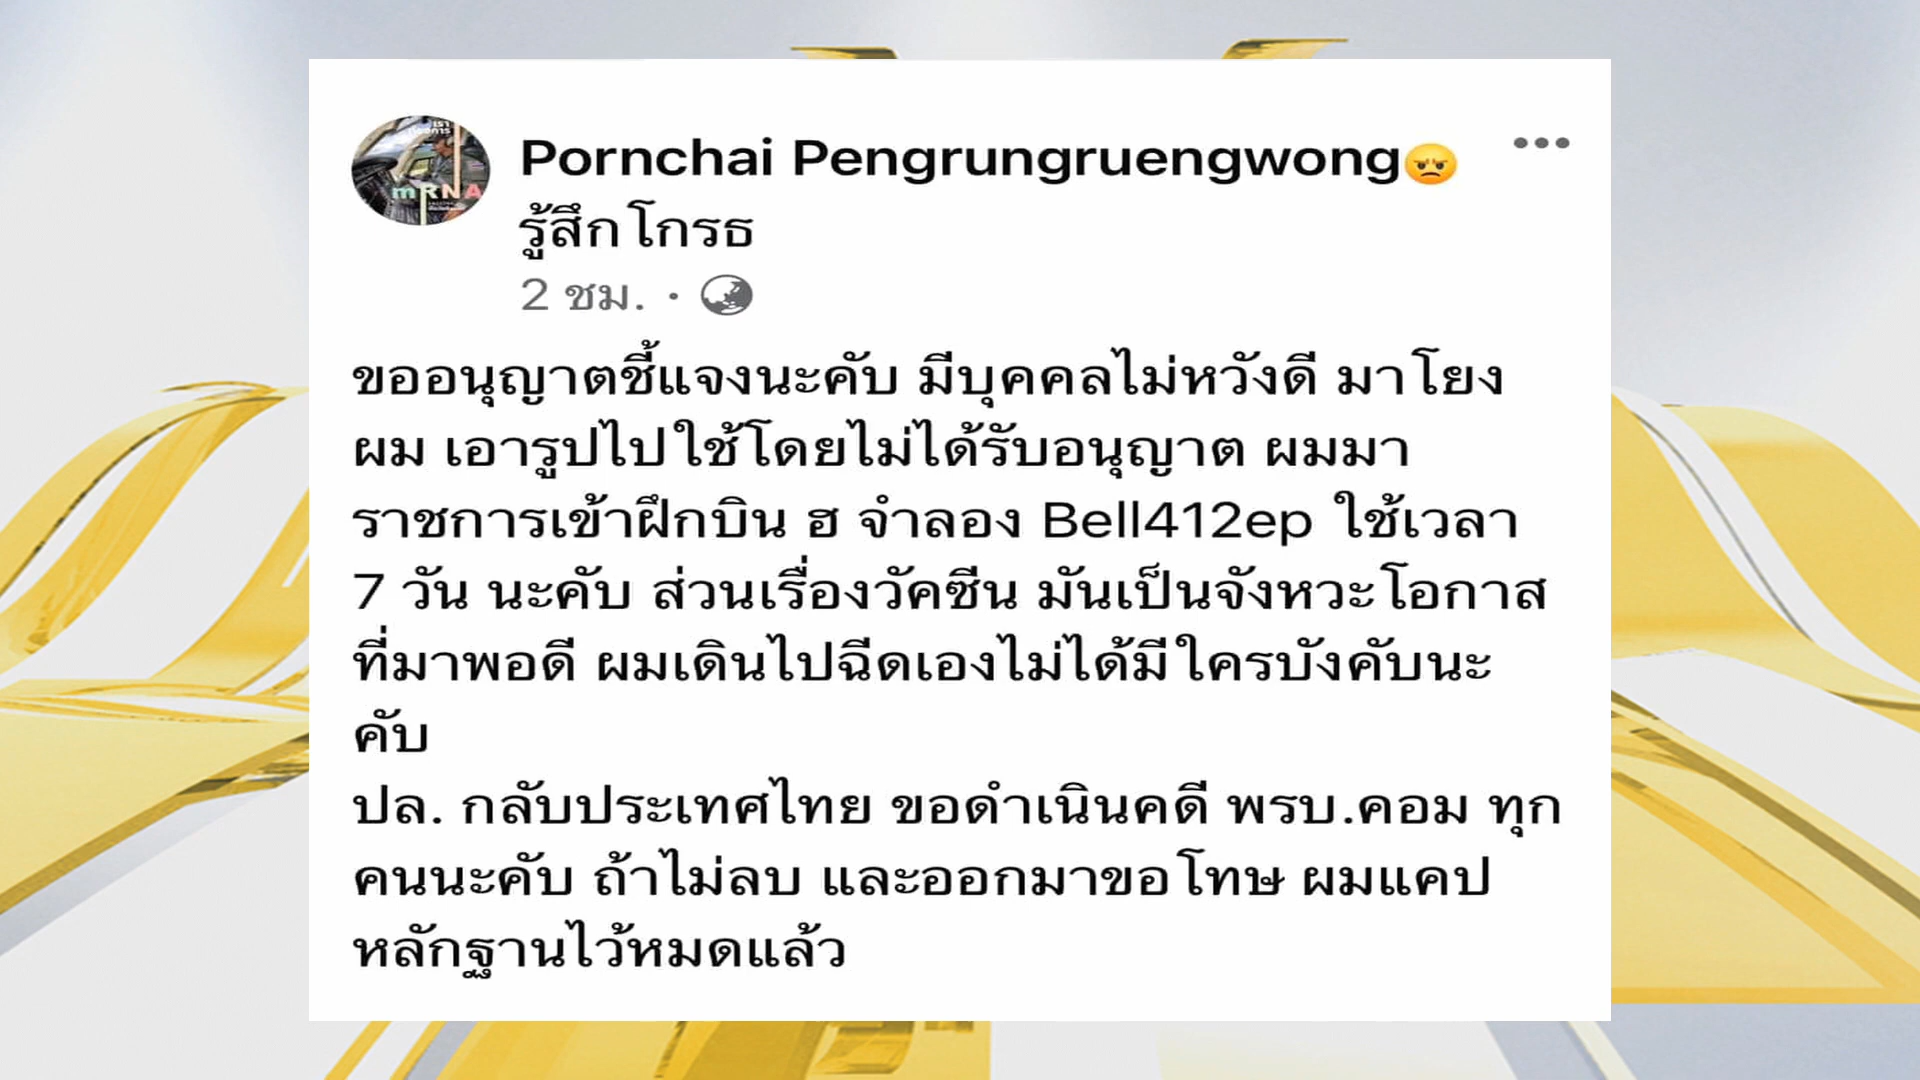 เรา
ต้องการ
mRNA
Pornchai Pengrungruengwong
รู้สึกโกรธ
2 ชม.
ขออนุญาตชี้แจงนะคับ มีบุคคลไม่หวังดี มาโยง
ผม เอารูปไปใช้โดยไม่ได้รับอนุญาต ผมมา
ราชการเข้าฝึกบิน ฮ จำลอง Bell412ep ใช้เวลา
7 วัน นะคับ ส่วนเรื่องวัคซีน มันเป็นจังหวะโอกาส
ที่มาพอดี ผมเดินไปฉีดเองไม่ได้มีใครบังคับนะ
คับ
ปล. กลับประเทศไทย ขอดำเนินคดี พรบ.คอม ทุก
คนนะคับ ถ้าไม่ลบ และออกมาขอโทษ ผมแคป
หลักฐานไว้หมดแล้ว